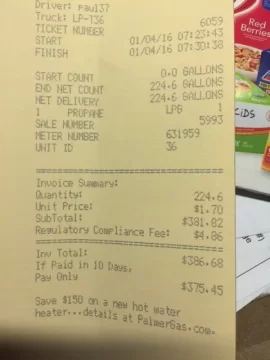 Driver: paul37
Truck: LP-T36
TICKET NUMBER 6059
START 01/04/16 07:23:43
FINISH 01/04/16 07:30:38
START COUNT 0.0 GALLONS
END NET COUNT 224.6 GALLONS
NET DELIVERY 224.6 GALLONS
1 PROPANE LPG 1
SALE NUMBER 5993
METER NUMBER 631959
UNIT ID 36
Invoice Summary:
Quantity: 224.6
Unit Price: $1.70
SubTotal: $381.82
Regulatory Compliance Fee: $4.86
Inv Total: $386.68
If Paid in 10 Days,
Pay Only $375.45
Save $150 on a new hot water
heater...details at PalmerGas.com.
Red
Berries
KIDS